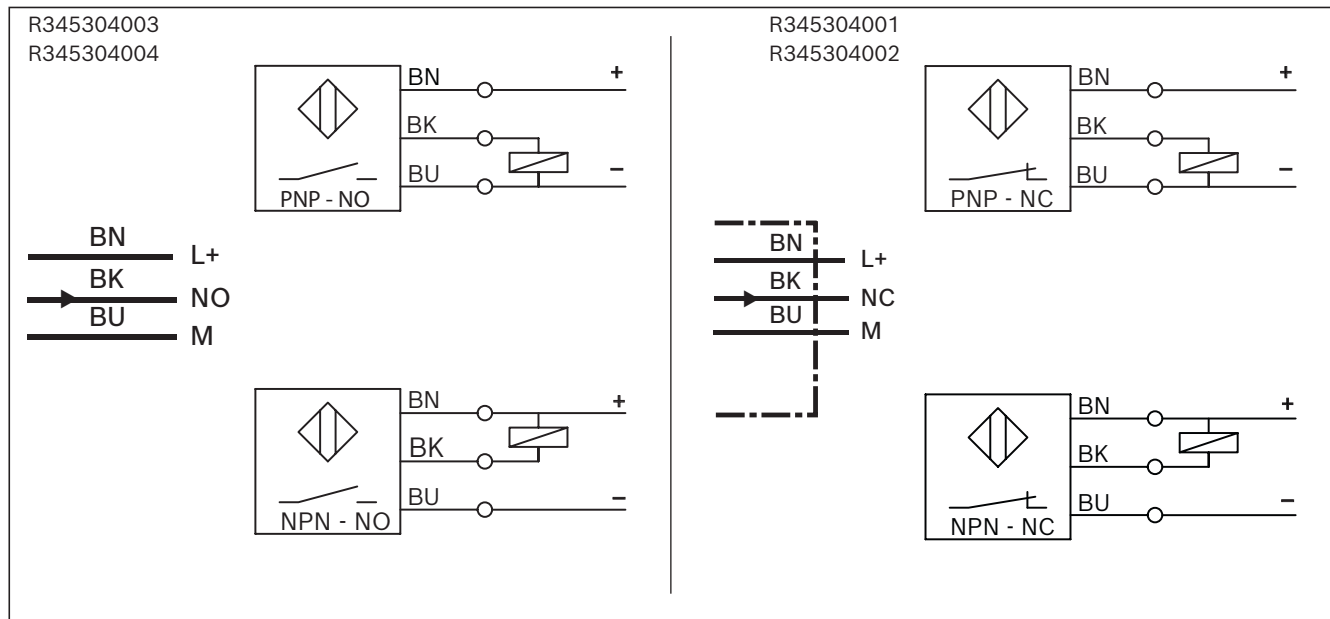 R345304003
R345304004
BN
+
BK
BU
−
PNP - NO
BN
L+
BK
NO
BU
M
BN
+
BK
BU
−
NPN - NO
R345304001
R345304002
BN
+
BK
BU
−
PNP - NC
BN
L+
BK
NC
BU
M
BN
+
BK
BU
−
NPN - NC